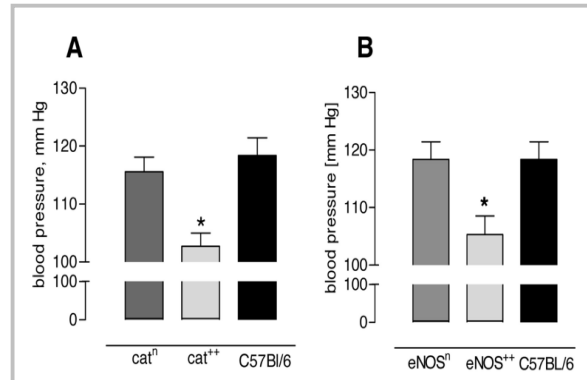 A
blood pressure, mm Hg
130
120
110
100
100
0
*
catⁿ cat⁺⁺ C57Bl/6
B
blood pressure [mm Hg]
130
120
110
100
100
0
*
eNOSⁿ eNOS⁺⁺ C57BL/6